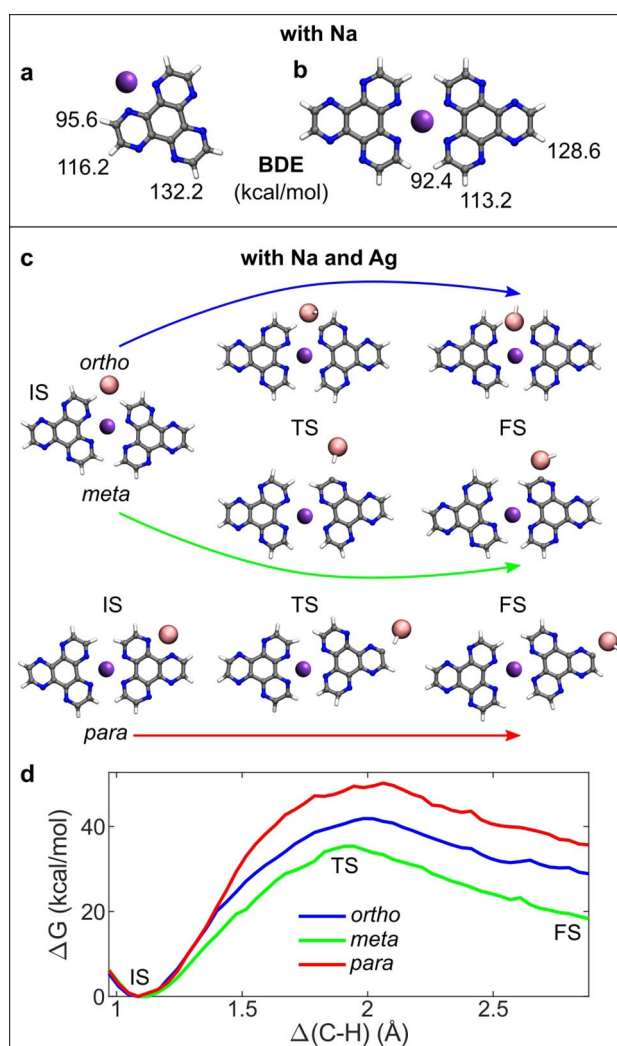 with Na
a
b
95.6
116.2
132.2
BDE
(kcal/mol)
92.4
113.2
128.6
c
with Na and Ag
ortho
IS
TS
FS
meta
IS
TS
FS
para
d
ΔG (kcal/mol)
40
20
0
IS
TS
FS
ortho
meta
para
1
1.5
2
2.5
Δ(C-H) (Å)